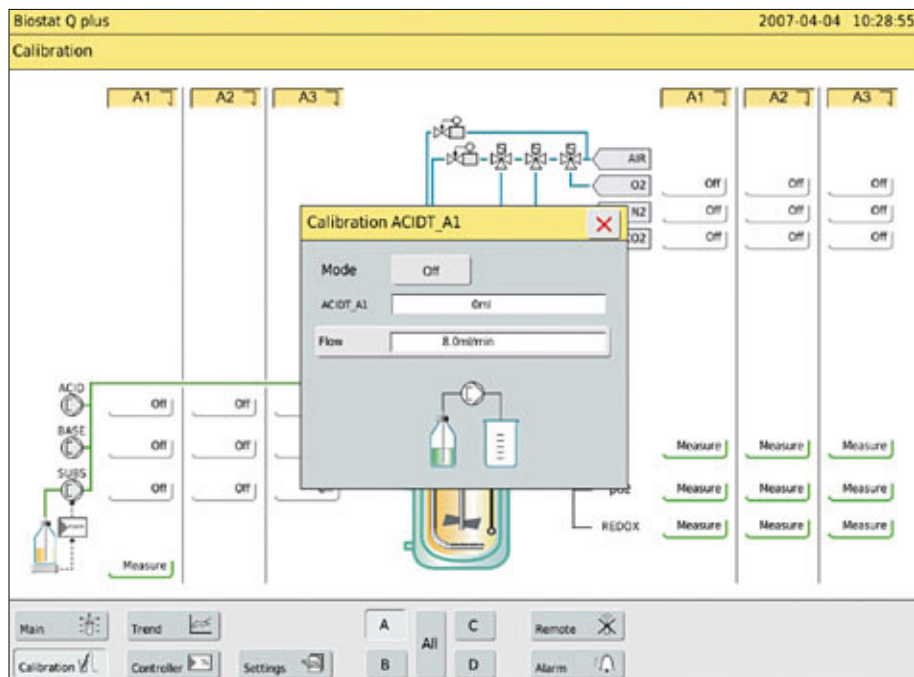 Biostat Q plus 2007-04-04 10:28:55
Calibration
A1 A2 A3 A1 A2 A3
AIR
O2 Off Off Off
N2 Off Off Off
CO2 Off Off Off
Calibration ACIDT_A1
Mode Off
ACIDT_A1 0ml
Flow 8.0ml/min
ACID Off Off
BASE Off Off Measure Measure Measure
SUBS Off Off pO2 Measure Measure Measure
REDOX Measure Measure Measure
Measure
Main Trend A All C Remote
Calibration Controller Settings B D Alarm